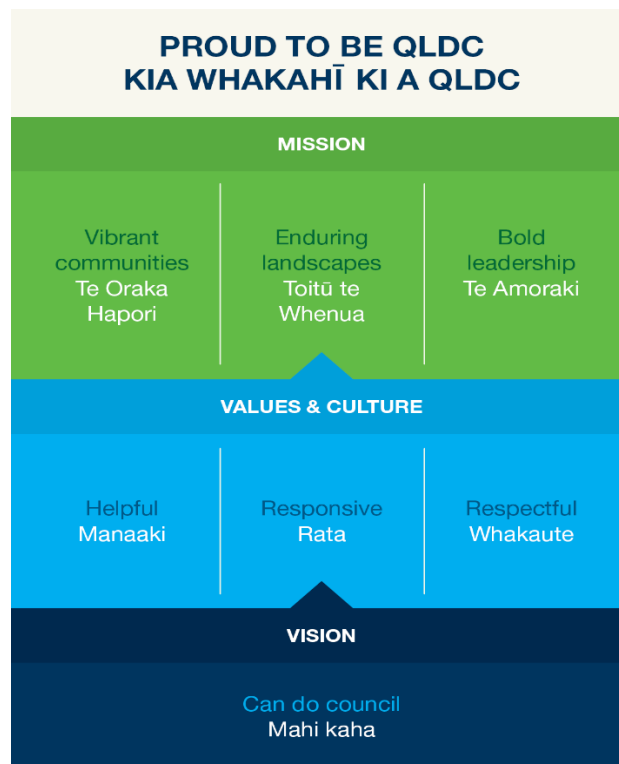 PROUD TO BE QLDC
KIA WHAKAHĪ KI A QLDC
MISSION
Vibrant
communities
Te Oraka
Hapori
Enduring
landscapes
Toitū te
Whenua
Bold
leadership
Te Amoraki
VALUES & CULTURE
Helpful
Manaaki
Responsive
Rata
Respectful
Whakaute
VISION
Can do council
Mahi kaha